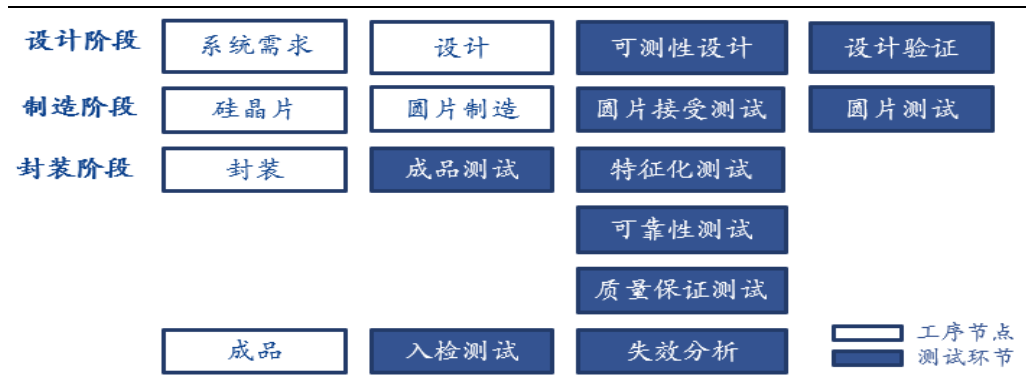 设计阶段 系统需求 设计 可测性设计 设计验证
制造阶段 硅晶片 圆片制造 圆片接受测试 圆片测试
封装阶段 封装 成品测试 特征化测试
可靠性测试
质量保证测试
成品 入检测试 失效分析
工序节点
测试环节